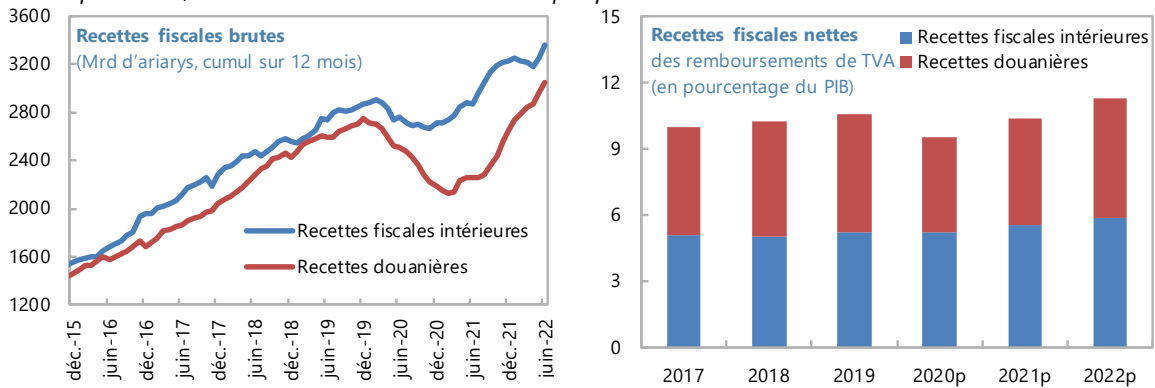 Recettes fiscales brutes
(Mrd d'ariarys, cumul sur 12 mois)
3600
3200
2800
2400
2000
1600
1200
Recettes fiscales intérieures
Recettes douanières
déc.-15
juin-16
déc.-16
juin-17
déc.-17
juin-18
déc.-18
juin-19
déc.-19
juin-20
déc.-20
juin-21
déc.-21
juin-22
Recettes fiscales nettes
des remboursements de TVA
(en pourcentage du PIB)
Recettes fiscales intérieures
Recettes douanières
15
12
9
6
3
0
2017
2018
2019
2020p
2021p
2022p